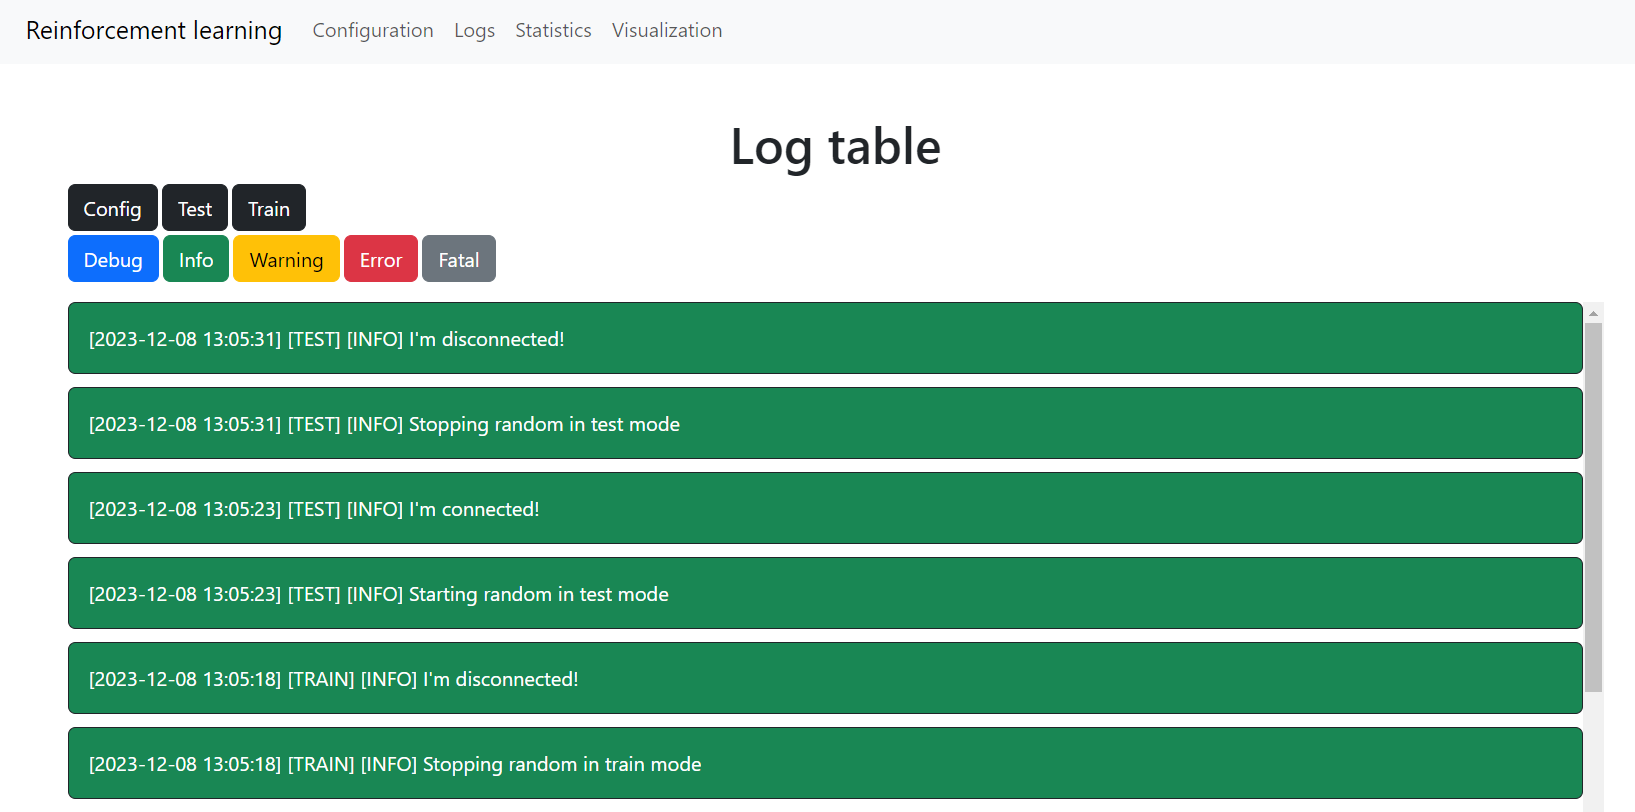 Reinforcement learning Configuration Logs Statistics Visualization
Log table
Config Test Train
Debug Info Warning Error Fatal
[2023-12-08 13:05:31] [TEST] [INFO] I'm disconnected!
[2023-12-08 13:05:31] [TEST] [INFO] Stopping random in test mode
[2023-12-08 13:05:23] [TEST] [INFO] I'm connected!
[2023-12-08 13:05:23] [TEST] [INFO] Starting random in test mode
[2023-12-08 13:05:18] [TRAIN] [INFO] I'm disconnected!
[2023-12-08 13:05:18] [TRAIN] [INFO] Stopping random in train mode